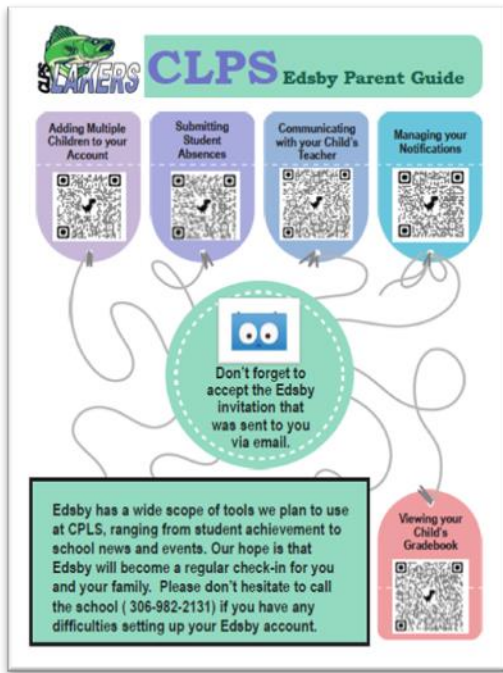 CLPS LAKERS
CLPS Edsby Parent Guide
Adding Multiple
Children to your
Account
Submitting
Student
Absences
Communicating
with your Child's
Teacher
Managing your
Notifications
Don't forget to
accept the Edsby
invitation that
was sent to you
via email.
Edsby has a wide scope of tools we plan to use
at CPLS, ranging from student achievement to
school news and events. Our hope is that
Edsby will become a regular check-in for you
and your family. Please don't hesitate to call
the school ( 306-982-2131) if you have any
difficulties setting up your Edsby account.
Viewing your
Child's
Gradebook